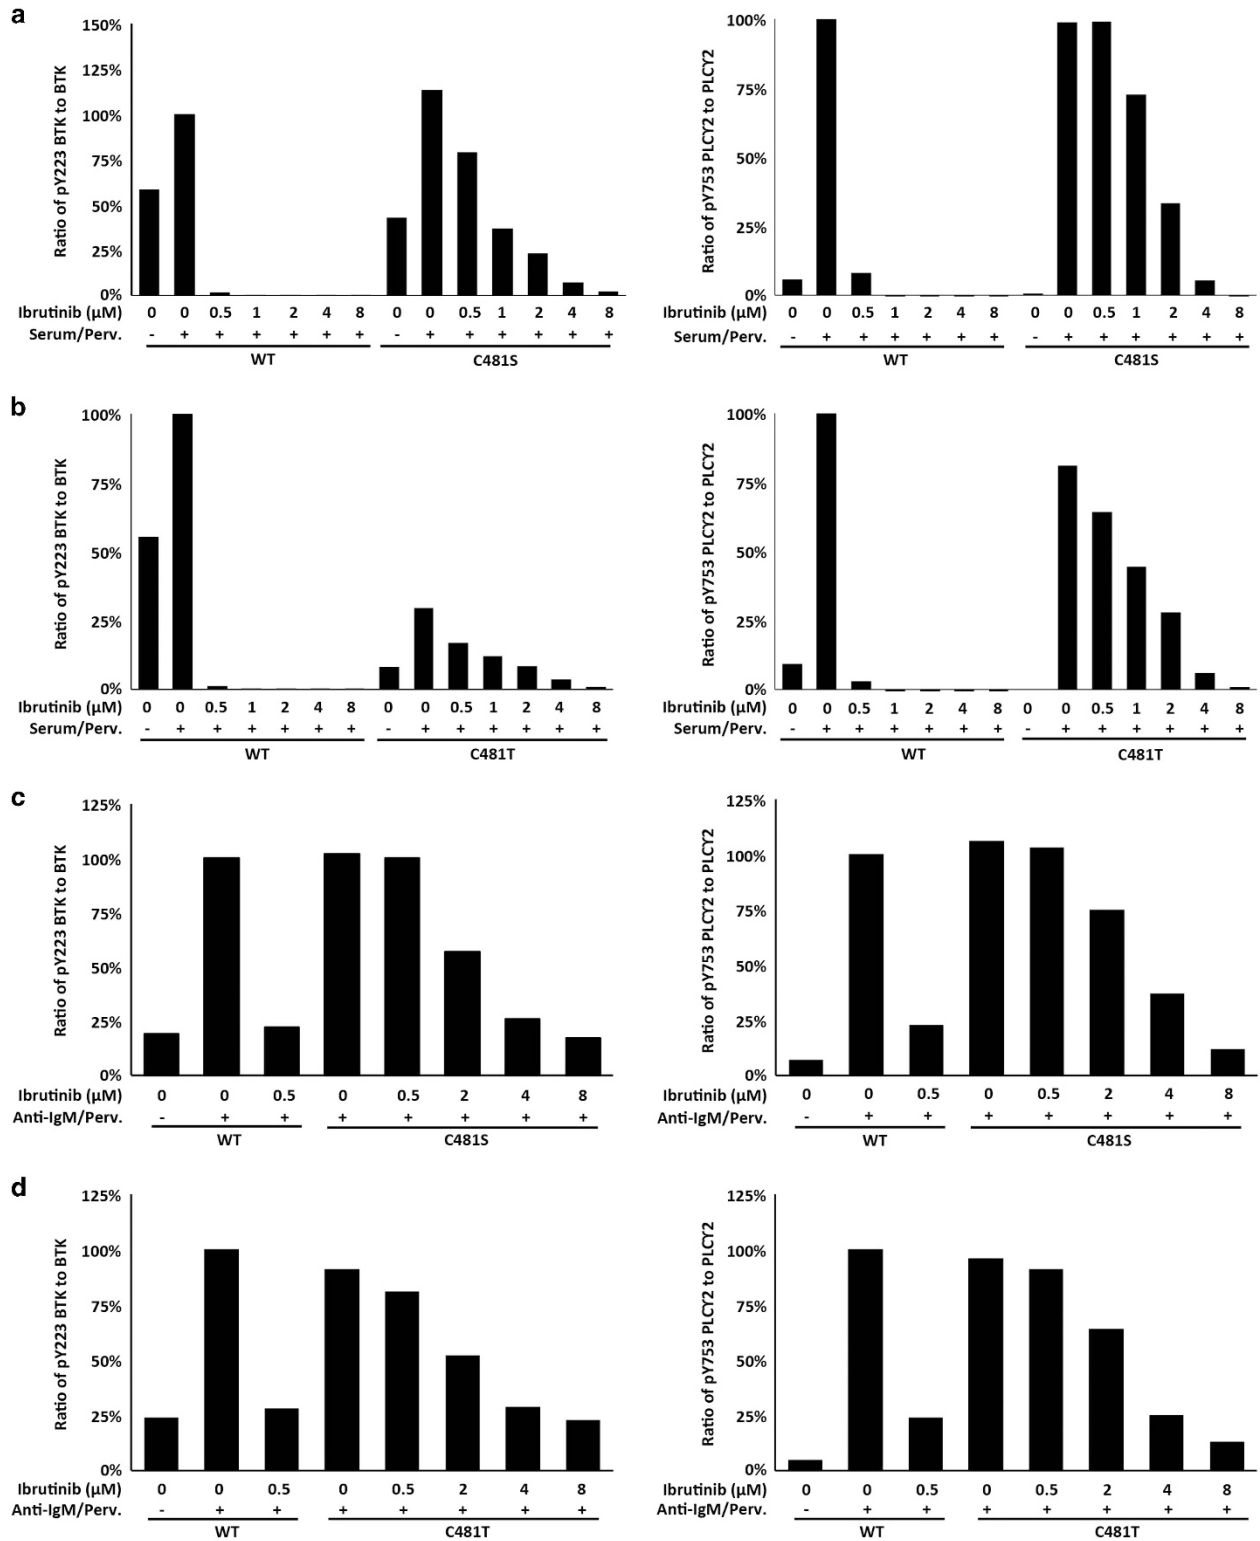 a
Ratio of pY223 BTK to BTK
150%
125%
100%
75%
50%
25%
0%
Ibrutinib (µM) 0 0 0.5 1 2 4 8 0 0 0.5 1 2 4 8
Serum/Perv. - + + + + + + - + + + + + +
WT C481S
Ratio of pY753 PLCY2 to PLCY2
100%
75%
50%
25%
0%
Ibrutinib (µM) 0 0 0.5 1 2 4 8 0 0 0.5 1 2 4 8
Serum/Perv. - + + + + + + - + + + + + +
WT C481S
b
Ratio of pY223 BTK to BTK
100%
75%
50%
25%
0%
Ibrutinib (µM) 0 0 0.5 1 2 4 8 0 0 0.5 1 2 4 8
Serum/Perv. - + + + + + + - + + + + + +
WT C481T
Ratio of pY753 PLCY2 to PLCY2
100%
75%
50%
25%
0%
Ibrutinib (µM) 0 0 0.5 1 2 4 8 0 0 0.5 1 2 4 8
Serum/Perv. - + + + + + + - + + + + + +
WT C481T
c
Ratio of pY223 BTK to BTK
125%
100%
75%
50%
25%
0%
Ibrutinib (µM) 0 0 0.5 0 0.5 2 4 8
Anti-IgM/Perv. - + + + + + + +
WT C481S
Ratio of pY753 PLCY2 to PLCY2
125%
100%
75%
50%
25%
0%
Ibrutinib (µM) 0 0 0.5 0 0.5 2 4 8
Anti-IgM/Perv. - + + + + + + +
WT C481S
d
Ratio of pY223 BTK to BTK
125%
100%
75%
50%
25%
0%
Ibrutinib (µM) 0 0 0.5 0 0.5 2 4 8
Anti-IgM/Perv. - + + + + + + +
WT C481T
Ratio of pY753 PLCY2 to PLCY2
125%
100%
75%
50%
25%
0%
Ibrutinib (µM) 0 0 0.5 0 0.5 2 4 8
Anti-IgM/Perv. - + + + + + + +
WT C481T